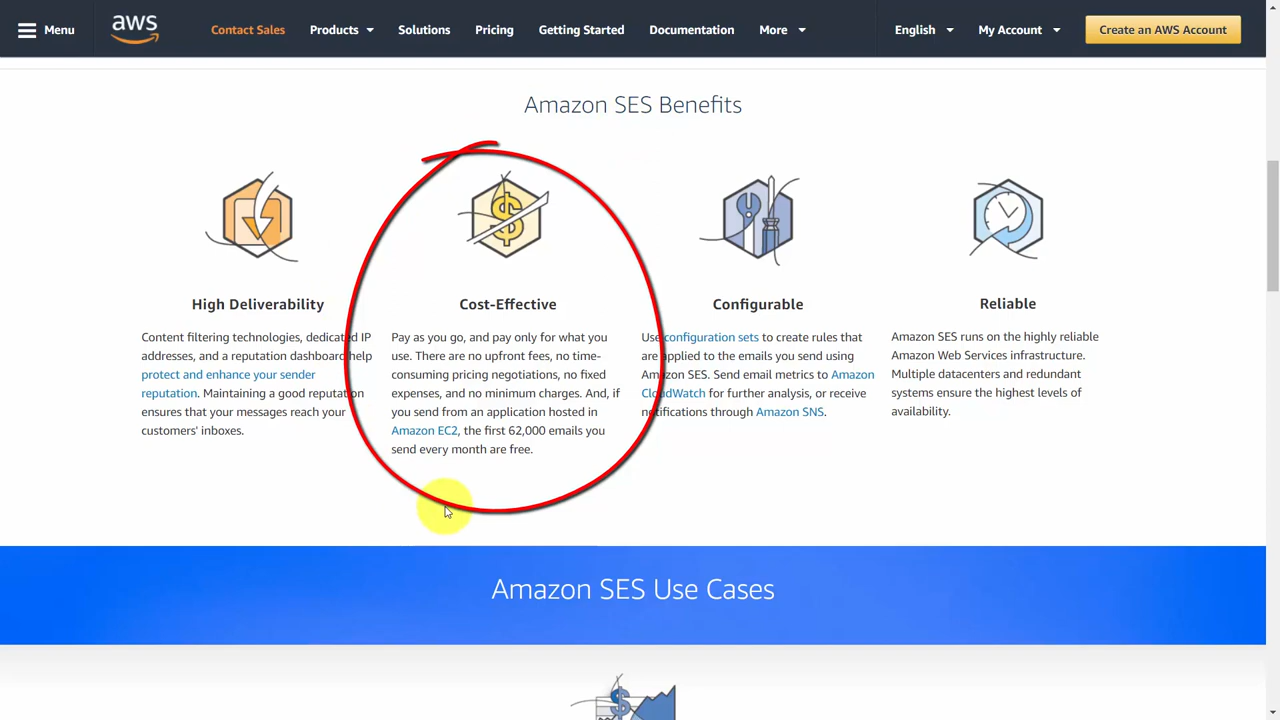 Menu
aws
Contact Sales
Products
Solutions
Pricing
Getting Started
Documentation
More
English
My Account
Create an AWS Account
Amazon SES Benefits
High Deliverability
Content filtering technologies, dedicated IP
addresses, and a reputation dashboard help
protect and enhance your sender
reputation. Maintaining a good reputation
ensures that your messages reach your
customers' inboxes.
Cost-Effective
Pay as you go, and pay only for what you
use. There are no upfront fees, no time-
consuming pricing negotiations, no fixed
expenses, and no minimum charges. And, if
you send from an application hosted in
Amazon EC2, the first 62,000 emails you
send every month are free.
Configurable
Use configuration sets to create rules that
are applied to the emails you send using
Amazon SES. Send email metrics to Amazon
CloudWatch for further analysis, or receive
notifications through Amazon SNS.
Reliable
Amazon SES runs on the highly reliable
Amazon Web Services infrastructure.
Multiple datacenters and redundant
systems ensure the highest levels of
availability.
Amazon SES Use Cases